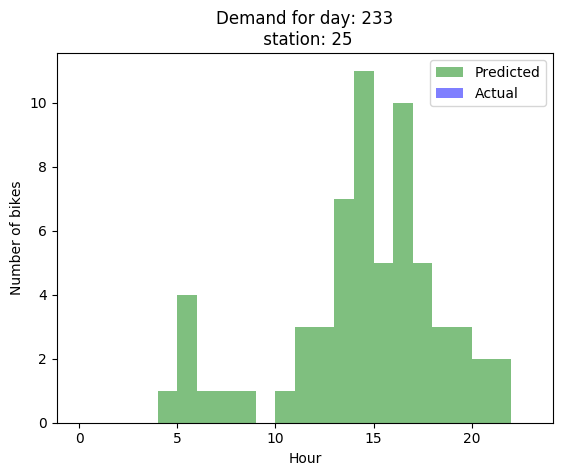 Demand for day: 233
station: 25
Predicted
Actual
Number of bikes
10
8
6
4
2
0
0
5
10
15
20
Hour